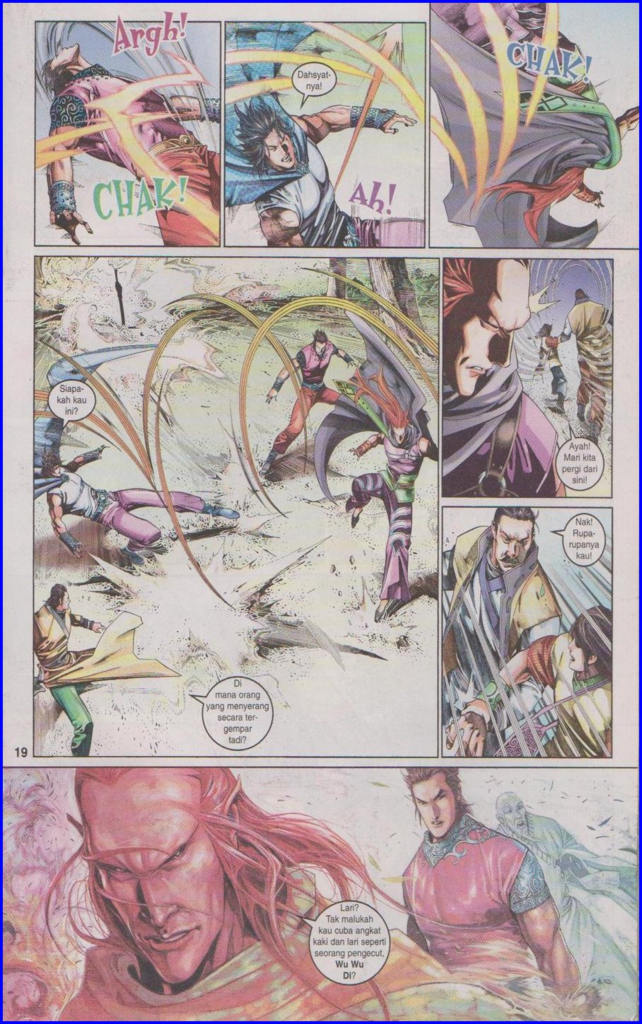 Argh!
CHAK!
Dahsyat-
nya!
Ah!
CHAK!
Siapa-
kah kau
ini?
Di
mana orang
yang menyerang
secara ter-
gempar
tadi?
Ayah!
Mari kita
pergi dari
sini!
Nak!
Rupa-
rupanya
kau!
19
Lari?
Tak malukah
kau cuba angkat
kaki dan lari seperti
seorang pengecut,
Wu Wu
Di?